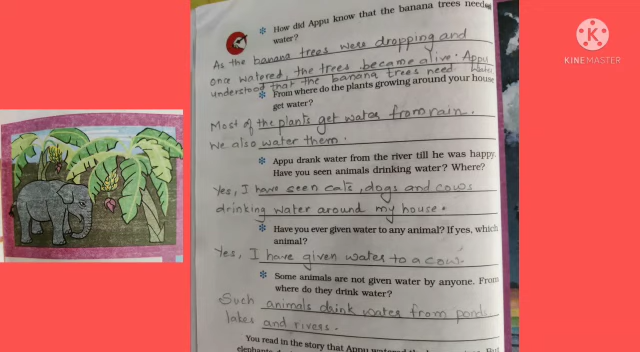 * How did Appu know that the banana trees needed
water?
As the banana trees were dropping and
once watered, the trees became alive. Appu
understood that the banana trees need water
* From where do the plants growing around your house
get water?
Most of the plants get water from rain.
We also water them.
* Appu drank water from the river till he was happy.
Have you seen animals drinking water? Where?
Yes, I have seen cats, dogs and cows
drinking water around my house.
* Have you ever given water to any animal? If yes, which
animal?
Yes, I have given water to a cow.
* Some animals are not given water by anyone. From
where do they drink water?
Such animals drink water from ponds
lakes and rivers.
You read in the story that Appu watered the
elephants
KINEMASTER